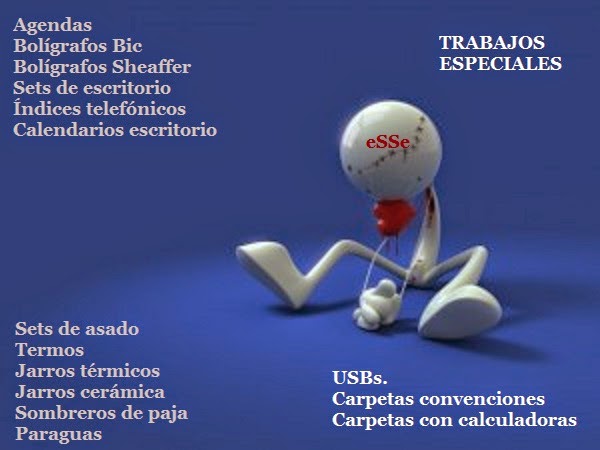 Agendas
Bolígrafos Bic
Bolígrafos Sheaffer
Sets de escritorio
Índices telefónicos
Calendarios escritorio
TRABAJOS
ESPECIALES
eSSe
Sets de asado
Termos
Jarros térmicos
Jarros cerámica
Sombreros de paja
Paraguas
USBs.
Carpetas convenciones
Carpetas con calculadoras